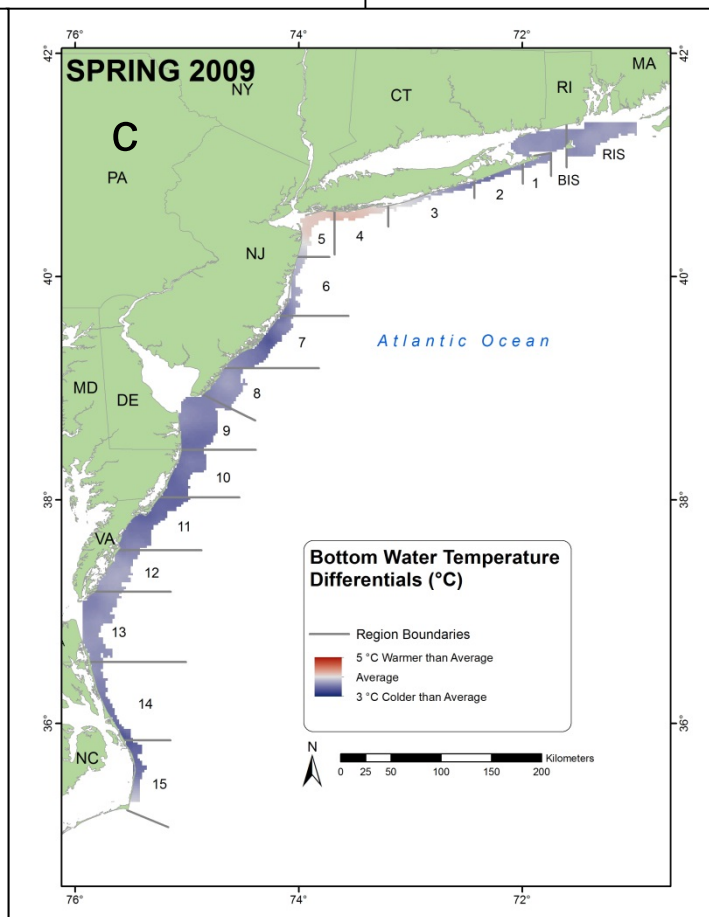 76° 74° 72°
42° 42°
SPRING 2009
C
NY
CT
RI
MA
PA
RIS
BIS
1
2
3
4
5
NJ
40° 40°
6
7
Atlantic Ocean
MD
DE
8
9
10
38° 38°
11
VA
12
13
14
36° 36°
NC
15
Bottom Water Temperature
Differentials (°C)
Region Boundaries
5 °C Warmer than Average
Average
3 °C Colder than Average
N
Kilometers
0 25 50 100 150 200
76° 74° 72°